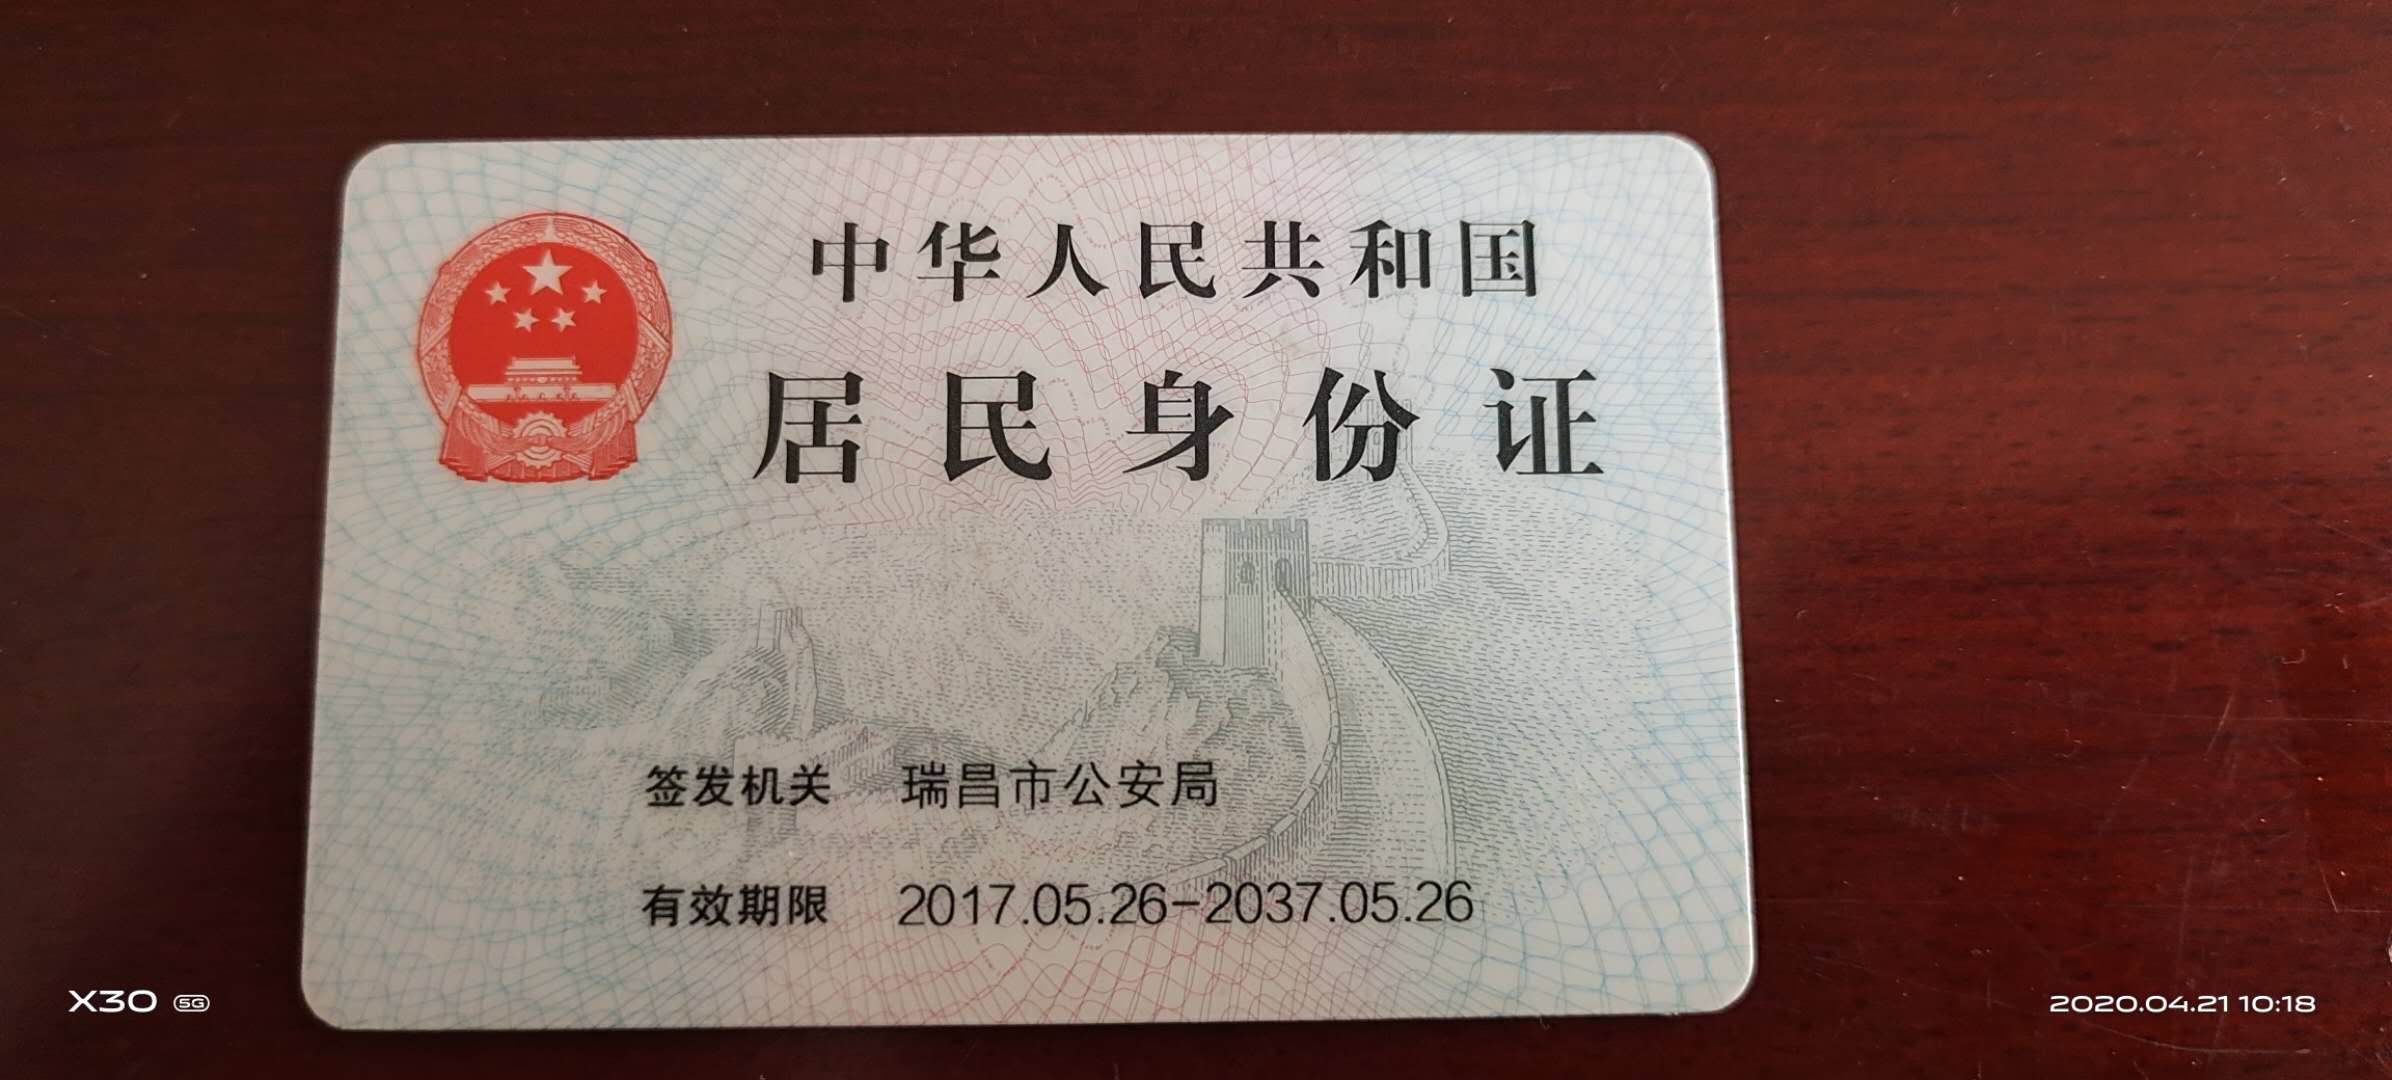 中华人民共和国
居民身份证
签发机关 瑞昌市公安局
有效期限 2017.05.26-2037.05.26
X30 5G
2020.04.21 10:18